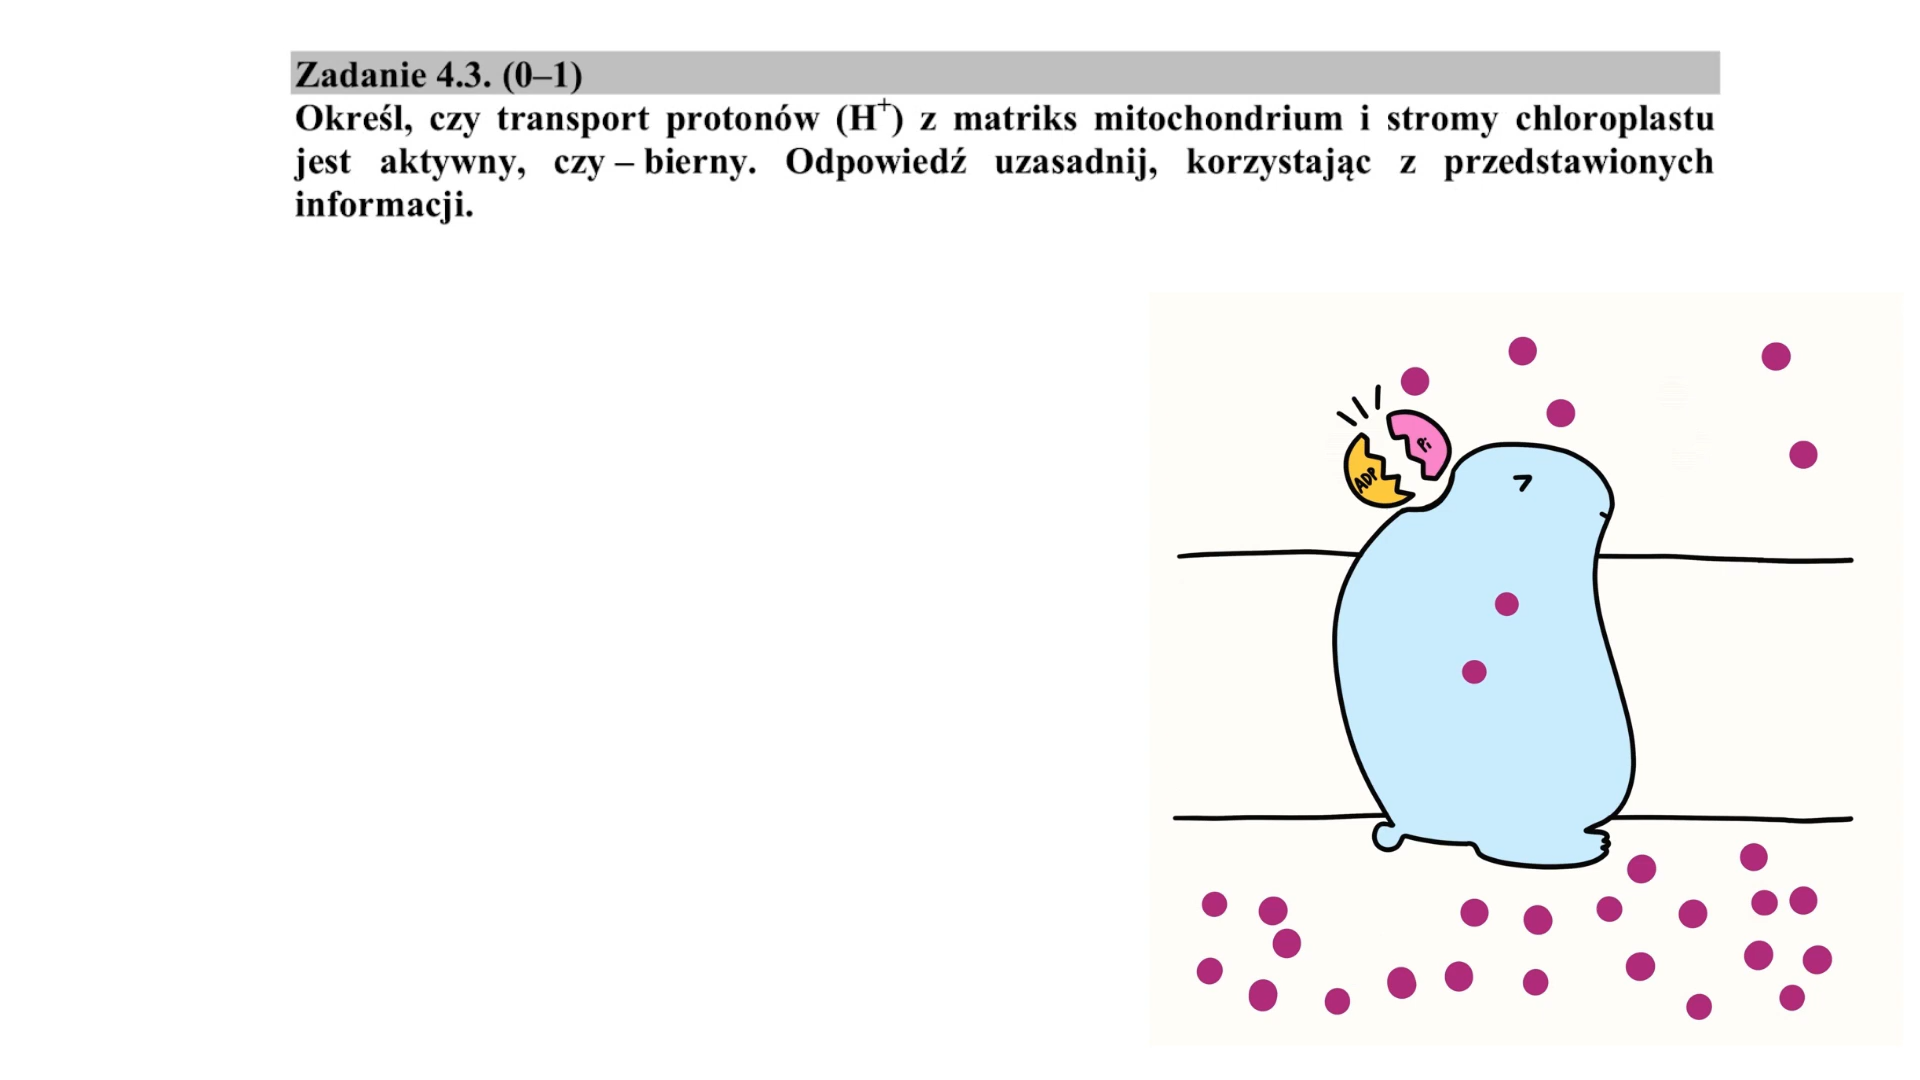 Zadanie 4.3. (0–1)
Określ, czy transport protonów (H⁺) z matriks mitochondrium i stromy chloroplastu
jest aktywny, czy – bierny. Odpowiedź uzasadnij, korzystając z przedstawionych
informacji.
Pi
ADP